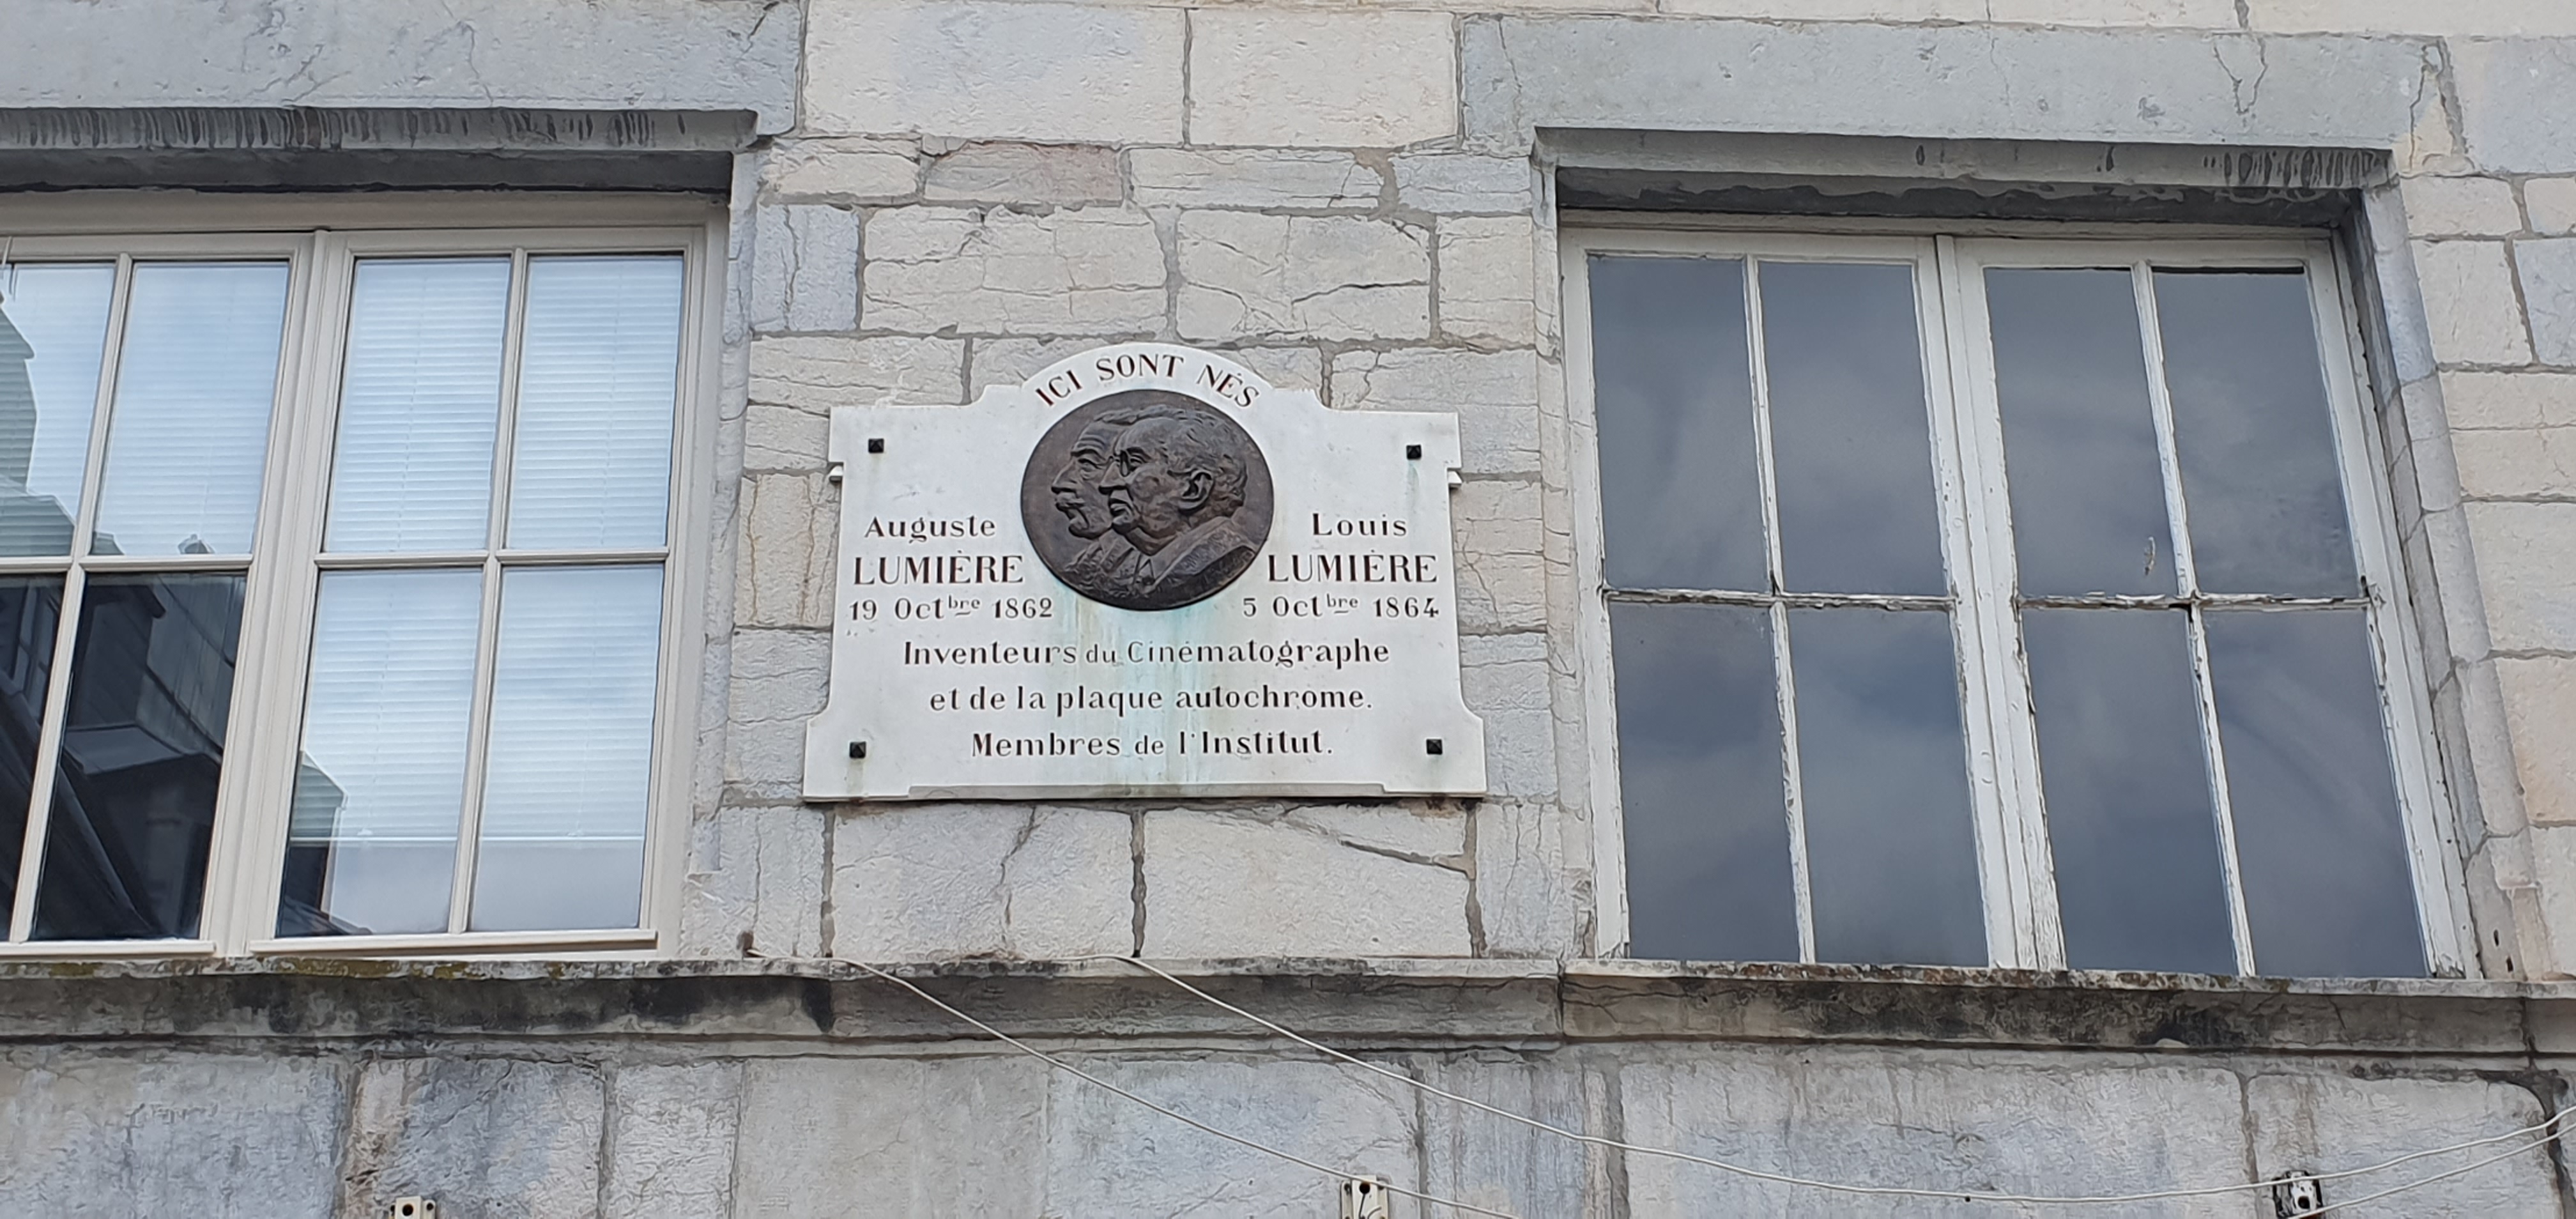 ICI SONT NÉS
Auguste
LUMIÈRE
19 Octbre 1862
Louis
LUMIÈRE
5 Octbre 1864
Inventeurs du Cinématographe
et de la plaque autochrome.
Membres de l'Institut.